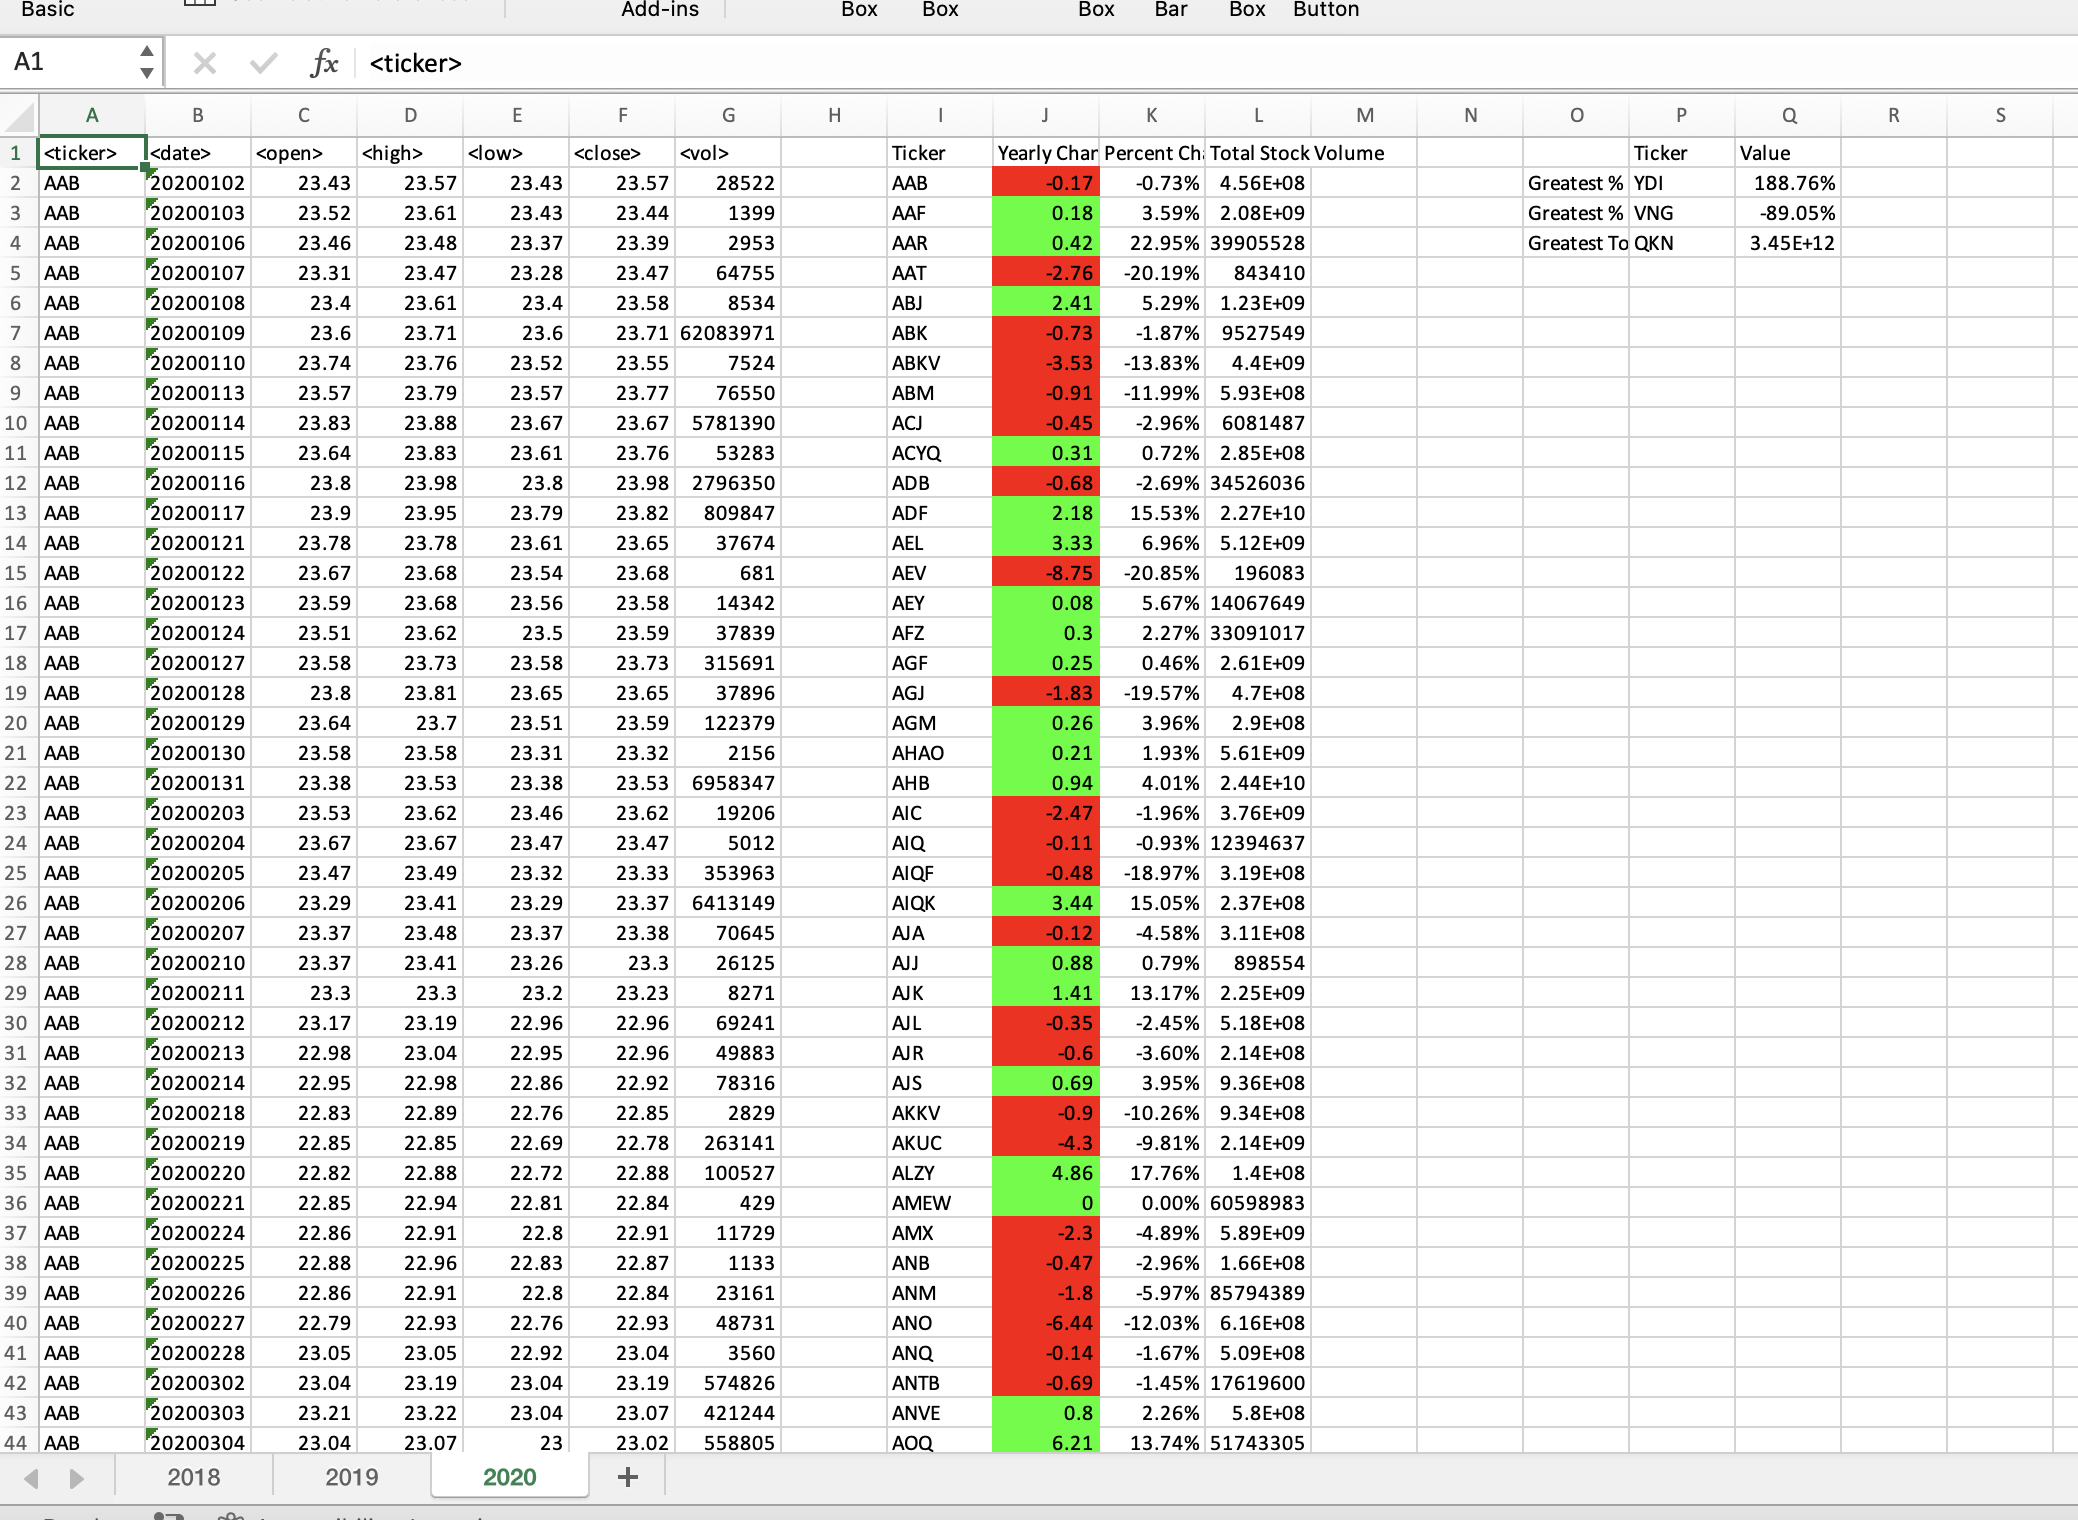 Basic Add-ins Box Box Box Bar Box Button
A1 fx <ticker>
A B C D E F G H I J K L M N O P Q R S
1 <ticker> <date> <open> <high> <low> <close> <vol> Ticker Yearly Char Percent Ch Total Stock Volume Ticker Value
2 AAB 20200102 23.43 23.57 23.43 23.57 28522 AAB -0.17 -0.73% 4.56E+08 Greatest % YDI 188.76%
3 AAB 20200103 23.52 23.61 23.43 23.44 1399 AAF 0.18 3.59% 2.08E+09 Greatest % VNG -89.05%
4 AAB 20200106 23.46 23.48 23.37 23.39 2953 AAR 0.42 22.95% 39905528 Greatest To QKN 3.45E+12
5 AAB 20200107 23.31 23.47 23.28 23.47 64755 AAT -2.76 -20.19% 843410
6 AAB 20200108 23.4 23.61 23.4 23.58 8534 ABJ 2.41 5.29% 1.23E+09
7 AAB 20200109 23.6 23.71 23.6 23.71 62083971 ABK -0.73 -1.87% 9527549
8 AAB 20200110 23.74 23.76 23.52 23.55 7524 ABKV -3.53 -13.83% 4.4E+09
9 AAB 20200113 23.57 23.79 23.57 23.77 76550 ABM -0.91 -11.99% 5.93E+08
10 AAB 20200114 23.83 23.88 23.67 23.67 5781390 ACJ -0.45 -2.96% 6081487
11 AAB 20200115 23.64 23.83 23.61 23.76 53283 ACYQ 0.31 0.72% 2.85E+08
12 AAB 20200116 23.8 23.98 23.8 23.98 2796350 ADB -0.68 -2.69% 34526036
13 AAB 20200117 23.9 23.95 23.79 23.82 809847 ADF 2.18 15.53% 2.27E+10
14 AAB 20200121 23.78 23.78 23.61 23.65 37674 AEL 3.33 6.96% 5.12E+09
15 AAB 20200122 23.67 23.68 23.54 23.68 681 AEV -8.75 -20.85% 196083
16 AAB 20200123 23.59 23.68 23.56 23.58 14342 AEY 0.08 5.67% 14067649
17 AAB 20200124 23.51 23.62 23.5 23.59 37839 AFZ 0.3 2.27% 33091017
18 AAB 20200127 23.58 23.73 23.58 23.73 315691 AGF 0.25 0.46% 2.61E+09
19 AAB 20200128 23.8 23.81 23.65 23.65 37896 AGJ -1.83 -19.57% 4.7E+08
20 AAB 20200129 23.64 23.7 23.51 23.59 122379 AGM 0.26 3.96% 2.9E+08
21 AAB 20200130 23.58 23.58 23.31 23.32 2156 AHAO 0.21 1.93% 5.61E+09
22 AAB 20200131 23.38 23.53 23.38 23.53 6958347 AHB 0.94 4.01% 2.44E+10
23 AAB 20200203 23.53 23.62 23.46 23.62 19206 AIC -2.47 -1.96% 3.76E+09
24 AAB 20200204 23.67 23.67 23.47 23.47 5012 AIQ -0.11 -0.93% 12394637
25 AAB 20200205 23.47 23.49 23.32 23.33 353963 AIQF -0.48 -18.97% 3.19E+08
26 AAB 20200206 23.29 23.41 23.29 23.37 6413149 AIQK 3.44 15.05% 2.37E+08
27 AAB 20200207 23.37 23.48 23.37 23.38 70645 AJA -0.12 -4.58% 3.11E+08
28 AAB 20200210 23.37 23.41 23.26 23.3 26125 AJJ 0.88 0.79% 898554
29 AAB 20200211 23.3 23.3 23.2 23.23 8271 AJK 1.41 13.17% 2.25E+09
30 AAB 20200212 23.17 23.19 22.96 22.96 69241 AJL -0.35 -2.45% 5.18E+08
31 AAB 20200213 22.98 23.04 22.95 22.96 49883 AJR -0.6 -3.60% 2.14E+08
32 AAB 20200214 22.95 22.98 22.86 22.92 78316 AJS 0.69 3.95% 9.36E+08
33 AAB 20200218 22.83 22.89 22.76 22.85 2829 AKKV -0.9 -10.26% 9.34E+08
34 AAB 20200219 22.85 22.85 22.69 22.78 263141 AKUC -4.3 -9.81% 2.14E+09
35 AAB 20200220 22.82 22.88 22.72 22.88 100527 ALZY 4.86 17.76% 1.4E+08
36 AAB 20200221 22.85 22.94 22.81 22.84 429 AMEW 0 0.00% 60598983
37 AAB 20200224 22.86 22.91 22.8 22.91 11729 AMX -2.3 -4.89% 5.89E+09
38 AAB 20200225 22.88 22.96 22.83 22.87 1133 ANB -0.47 -2.96% 1.66E+08
39 AAB 20200226 22.86 22.91 22.8 22.84 23161 ANM -1.8 -5.97% 85794389
40 AAB 20200227 22.79 22.93 22.76 22.93 48731 ANO -6.44 -12.03% 6.16E+08
41 AAB 20200228 23.05 23.05 22.92 23.04 3560 ANQ -0.14 -1.67% 5.09E+08
42 AAB 20200302 23.04 23.19 23.04 23.19 574826 ANTB -0.69 -1.45% 17619600
43 AAB 20200303 23.21 23.22 23.04 23.07 421244 ANVE 0.8 2.26% 5.8E+08
44 AAB 20200304 23.04 23.07 23 23.02 558805 AOQ 6.21 13.74% 51743305
2018 2019 2020 +